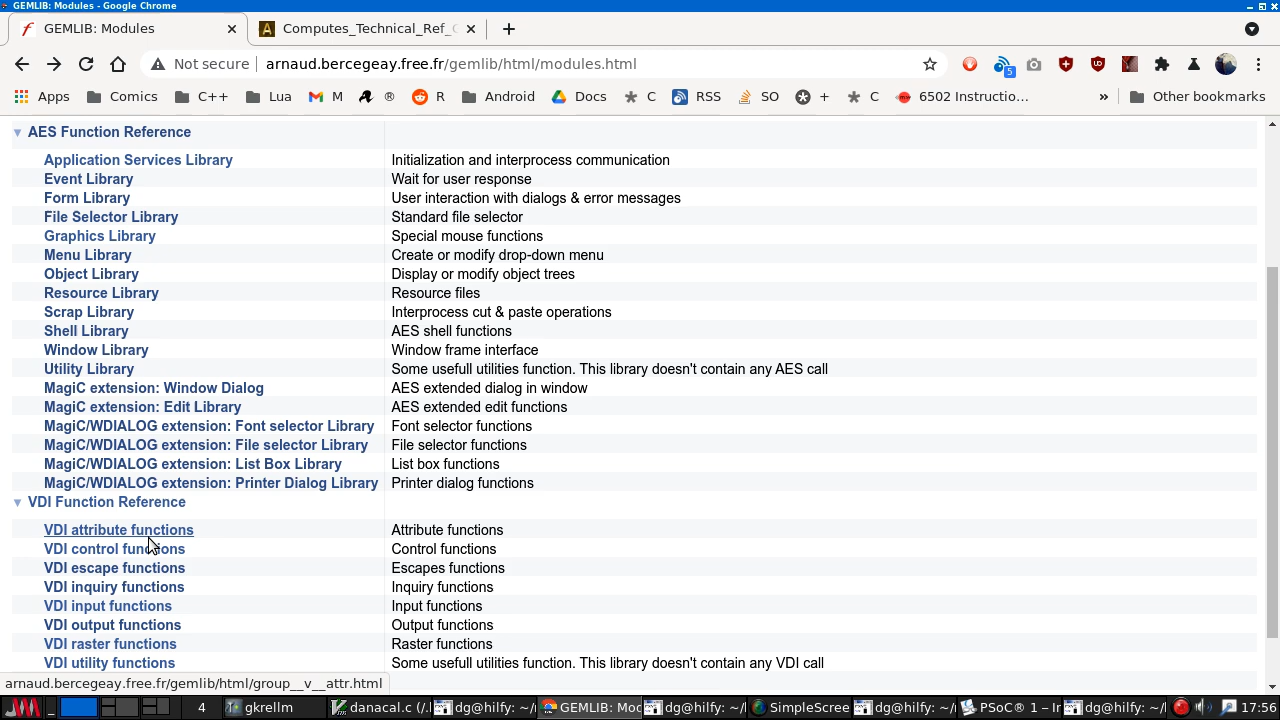 GEMLIB: Modules - Google Chrome
GEMLIB: Modules
Computes_Technical_Ref_
Not secure
arnaud.bercegeay.free.fr/gemlib/html/modules.html
5
Apps
Comics
C++
Lua
M
®
R
Android
Docs
C
RSS
SO
+
C
6502 Instructio…
»
Other bookmarks
AES Function Reference
Application Services Library Initialization and interprocess communication
Event Library Wait for user response
Form Library User interaction with dialogs & error messages
File Selector Library Standard file selector
Graphics Library Special mouse functions
Menu Library Create or modify drop-down menu
Object Library Display or modify object trees
Resource Library Resource files
Scrap Library Interprocess cut & paste operations
Shell Library AES shell functions
Window Library Window frame interface
Utility Library Some usefull utilities function. This library doesn't contain any AES call
MagiC extension: Window Dialog AES extended dialog in window
MagiC extension: Edit Library AES extended edit functions
MagiC/WDIALOG extension: Font selector Library Font selector functions
MagiC/WDIALOG extension: File selector Library File selector functions
MagiC/WDIALOG extension: List Box Library List box functions
MagiC/WDIALOG extension: Printer Dialog Library Printer dialog functions
VDI Function Reference
VDI attribute functions Attribute functions
VDI control functions Control functions
VDI escape functions Escapes functions
VDI inquiry functions Inquiry functions
VDI input functions Input functions
VDI output functions Output functions
VDI raster functions Raster functions
VDI utility functions Some usefull utilities function. This library doesn't contain any VDI call
arnaud.bercegeay.free.fr/gemlib/html/group__v__attr.html
4
gkrellm
danacal.c (/.
dg@hilfy: ~/r
GEMLIB: Moc
dg@hilfy: ~/
SimpleScree
dg@hilfy: ~/
PSoC® 1 – Ir
dg@hilfy: ~/
17:56